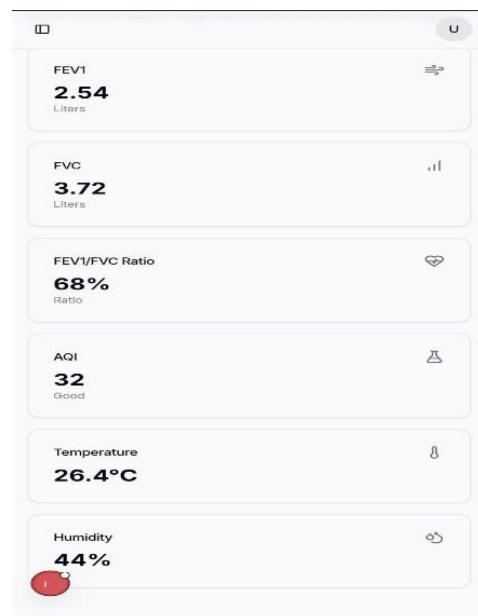 U
FEV1
2.54
Liters
FVC
3.72
Liters
FEV1/FVC Ratio
68%
Ratio
AQI
32
Good
Temperature
26.4°C
Humidity
44%